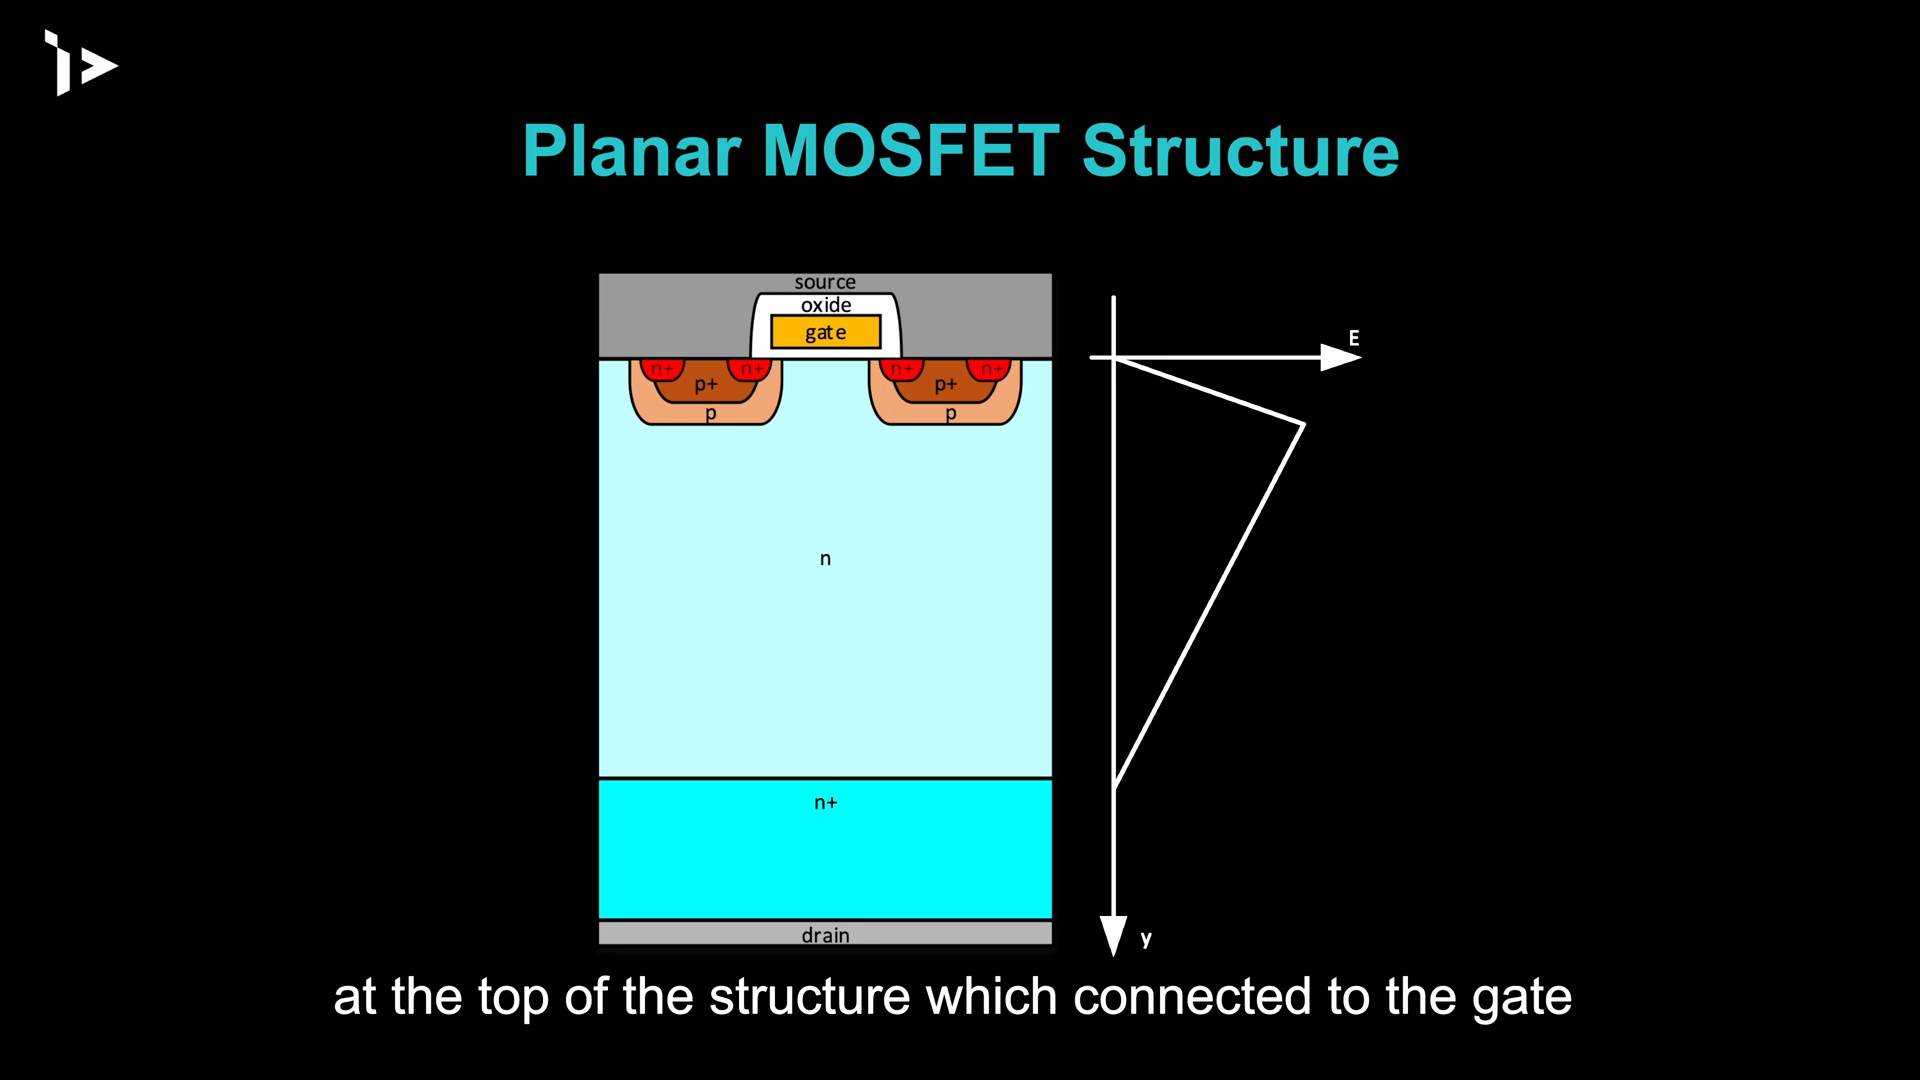 Planar MOSFET Structure
source
oxide
gate
E
n+ n+ n+ n+
p+ p+
p p
n
n+
drain
y
at the top of the structure which connected to the gate